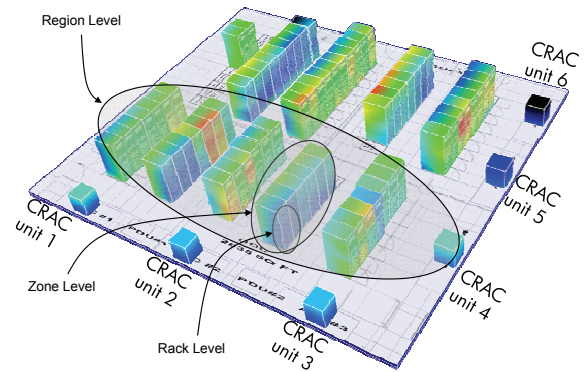 Region Level
CRAC
unit 6
CRAC
unit 5
CRAC
unit 1
CRAC
unit 2
CRAC
unit 4
Zone Level
Rack Level
CRAC
unit 3